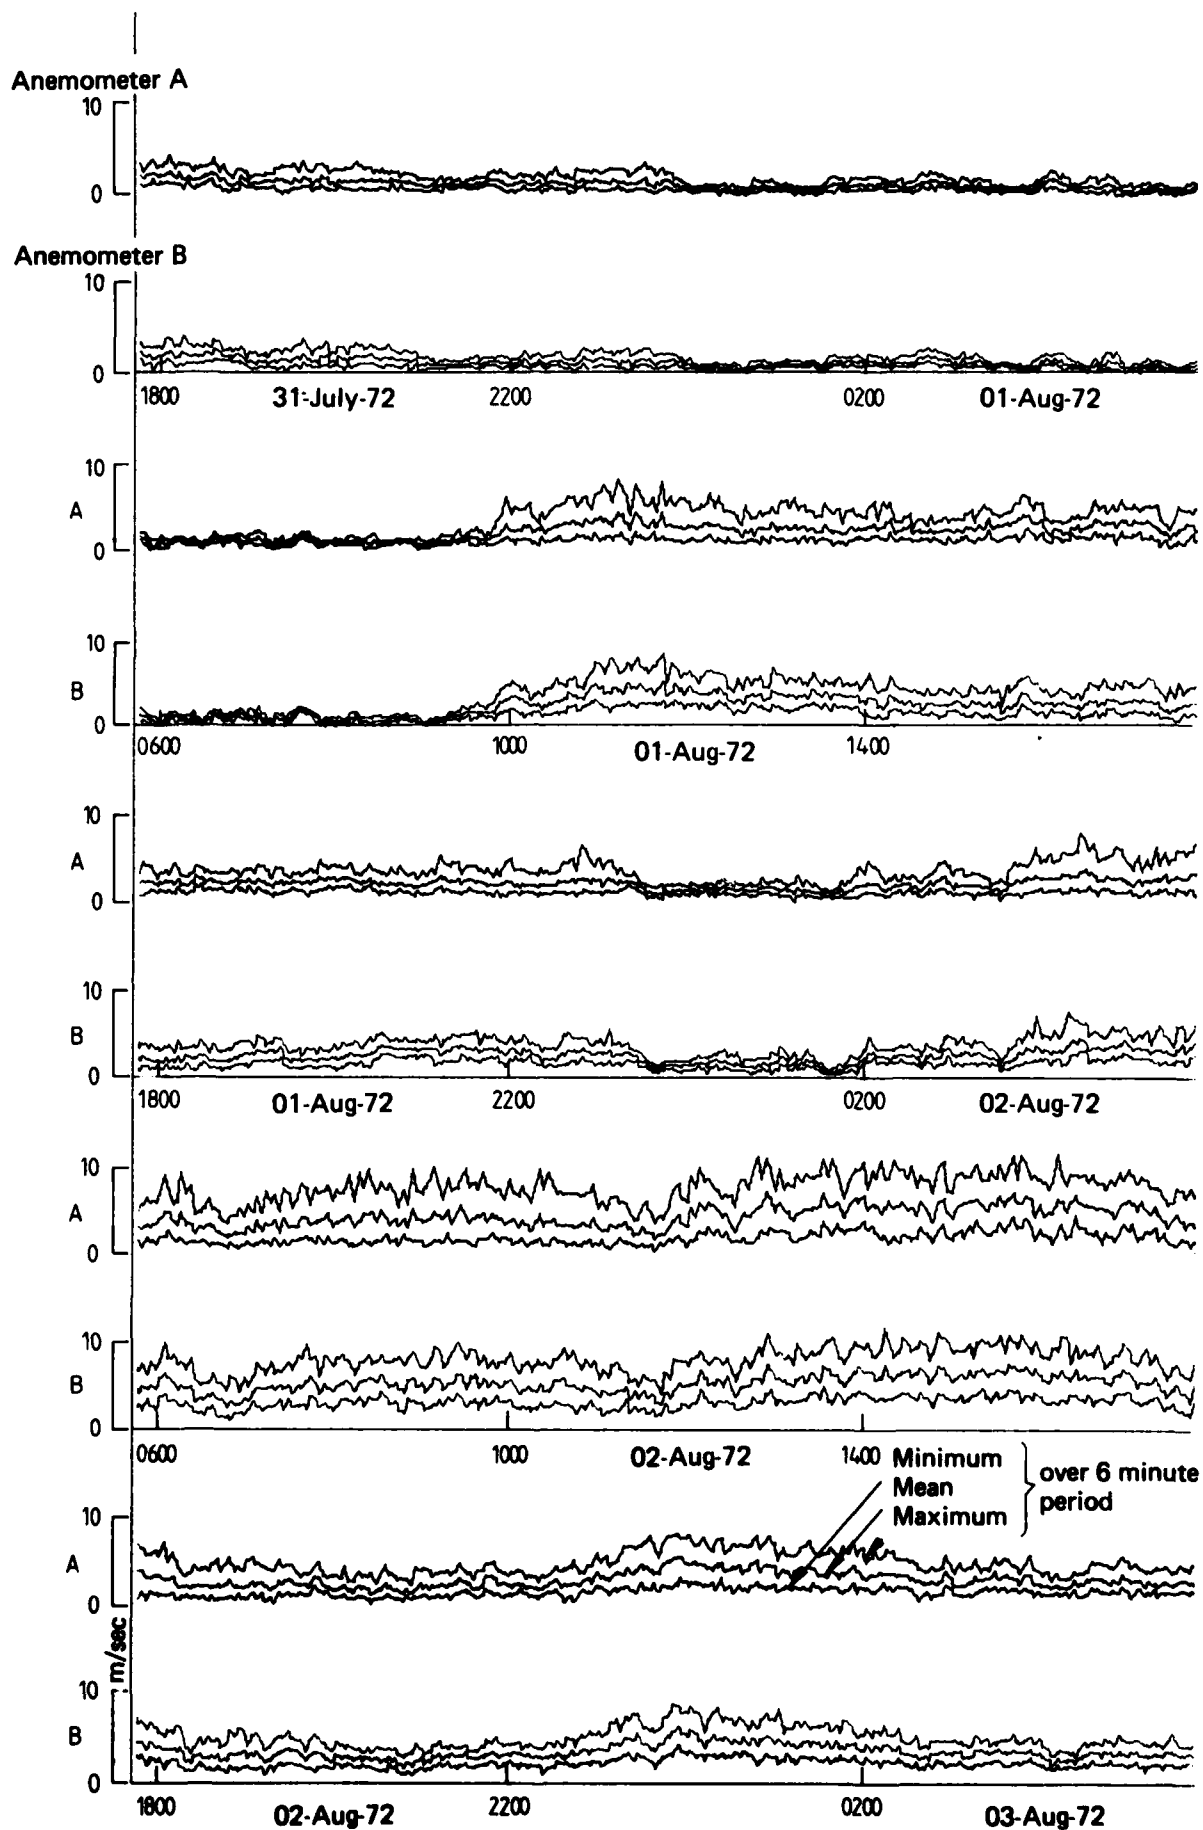 Anemometer A
10
0
Anemometer B
10
0
1800 31-July-72 2200 0200 01-Aug-72
10
A
0
10
B
0
0600 1000 01-Aug-72 1400
10
A
0
10
B
0
1800 01-Aug-72 2200 0200 02-Aug-72
10
A
0
10
B
0
0600 1000 02-Aug-72 1400
Minimum
Mean
Maximum
over 6 minute
period
10
A
0
m/sec
10
B
0
1800 02-Aug-72 2200 0200 03-Aug-72